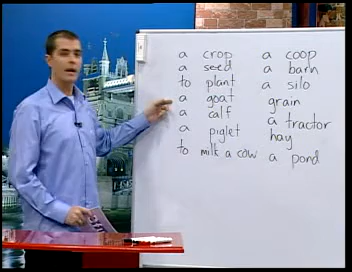 a crop
a seed
to plant
a goat
a calf
a piglet
to milk a cow
a coop
a barn
a silo
grain
a tractor
hay
a pond